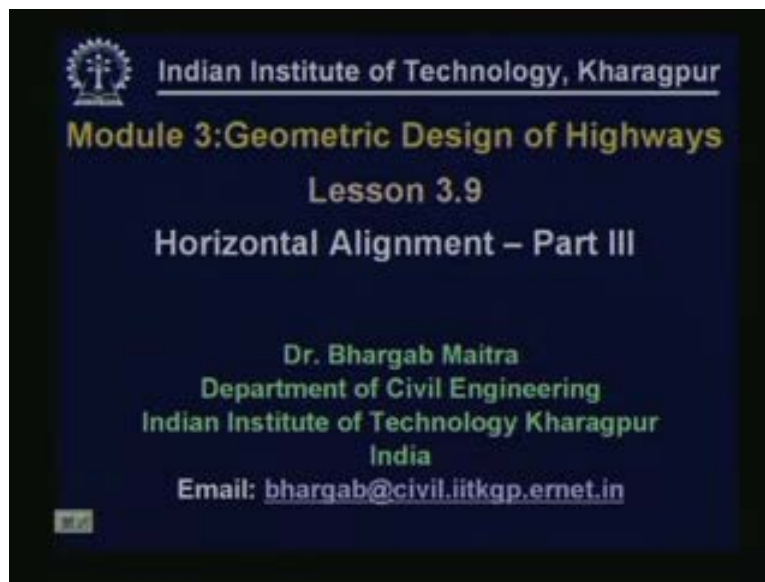 Indian Institute of Technology, Kharagpur
Module 3:Geometric Design of Highways
Lesson 3.9
Horizontal Alignment – Part III
Dr. Bhargab Maitra
Department of Civil Engineering
Indian Institute of Technology Kharagpur
India
Email: bhargab@civil.iitkgp.ernet.in